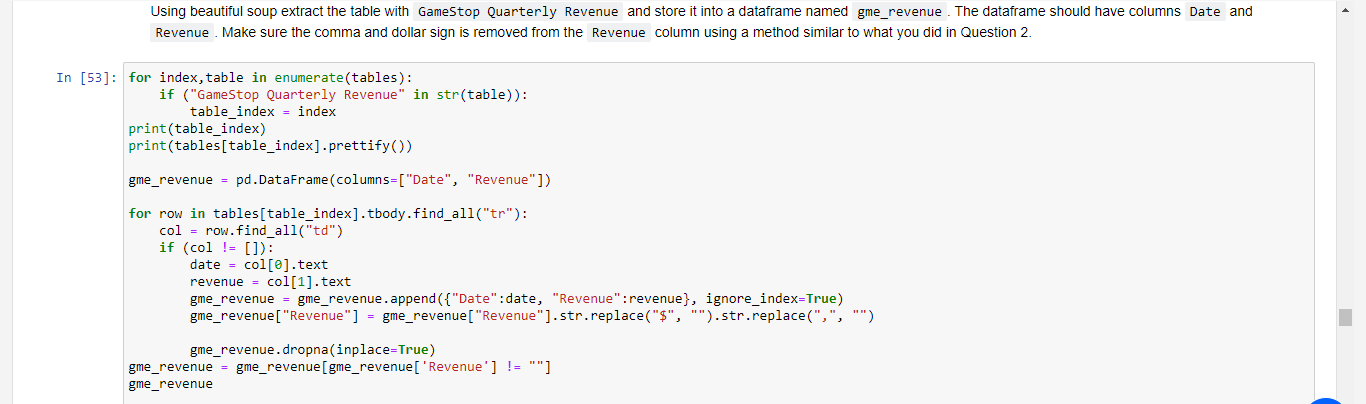 Using beautiful soup extract the table with GameStop Quarterly Revenue and store it into a dataframe named gme_revenue . The dataframe should have columns Date and
Revenue . Make sure the comma and dollar sign is removed from the Revenue column using a method similar to what you did in Question 2.
In [53]: for index,table in enumerate(tables):
    if ("GameStop Quarterly Revenue" in str(table)):
        table_index = index
print(table_index)
print(tables[table_index].prettify())
gme_revenue = pd.DataFrame(columns=["Date", "Revenue"])
for row in tables[table_index].tbody.find_all("tr"):
    col = row.find_all("td")
    if (col != []):
        date = col[0].text
        revenue = col[1].text
        gme_revenue = gme_revenue.append({"Date":date, "Revenue":revenue}, ignore_index=True)
        gme_revenue["Revenue"] = gme_revenue["Revenue"].str.replace("$", "").str.replace(",", "")
        gme_revenue.dropna(inplace=True)
gme_revenue = gme_revenue[gme_revenue['Revenue'] != ""]
gme_revenue